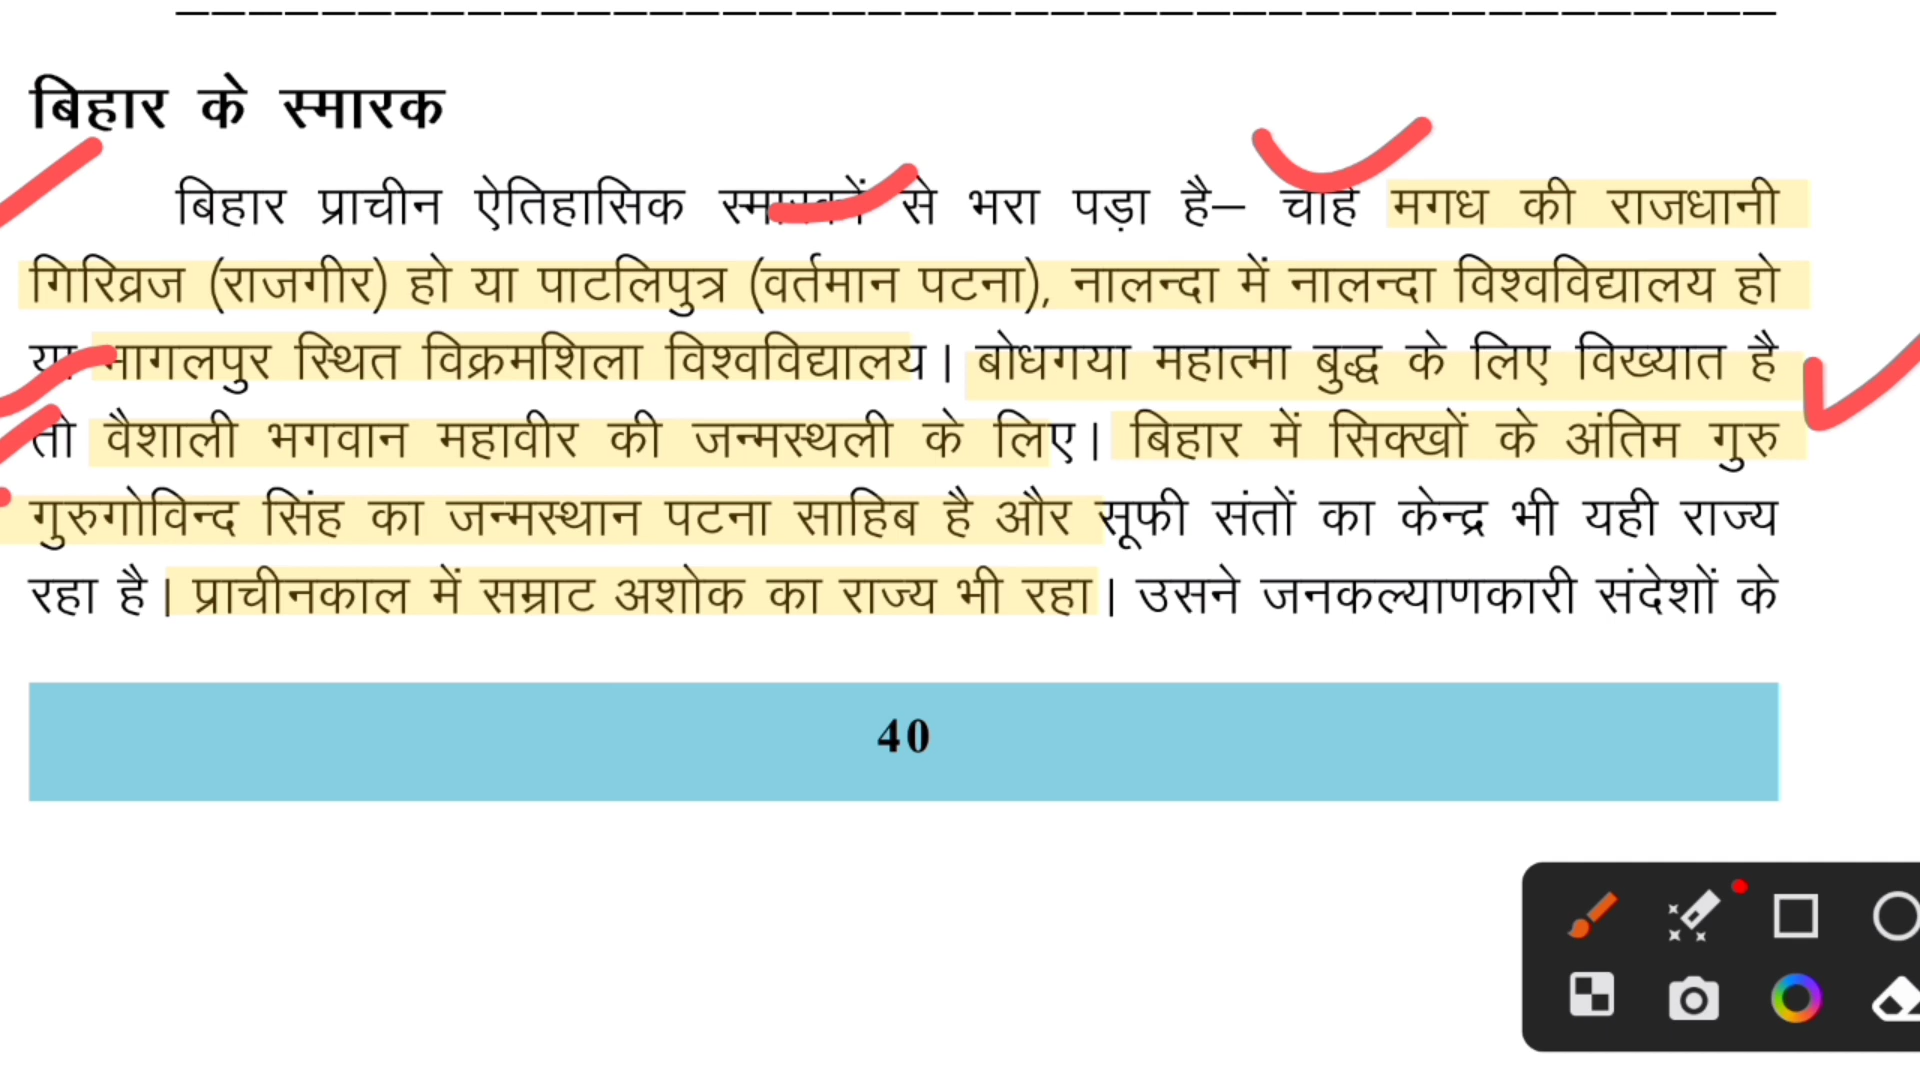 बिहार के स्मारक
बिहार प्राचीन ऐतिहासिक स्मारकों से भरा पड़ा है– चाहे मगध की राजधानी
गिरिव्रज (राजगीर) हो या पाटलिपुत्र (वर्तमान पटना), नालन्दा में नालन्दा विश्वविद्यालय हो
या भागलपुर स्थित विक्रमशिला विश्वविद्यालय। बोधगया महात्मा बुद्ध के लिए विख्यात है
तो वैशाली भगवान महावीर की जन्मस्थली के लिए। बिहार में सिक्खों के अंतिम गुरु
गुरुगोविन्द सिंह का जन्मस्थान पटना साहिब है और सूफी संतों का केन्द्र भी यही राज्य
रहा है। प्राचीनकाल में सम्राट अशोक का राज्य भी रहा। उसने जनकल्याणकारी संदेशों के
40